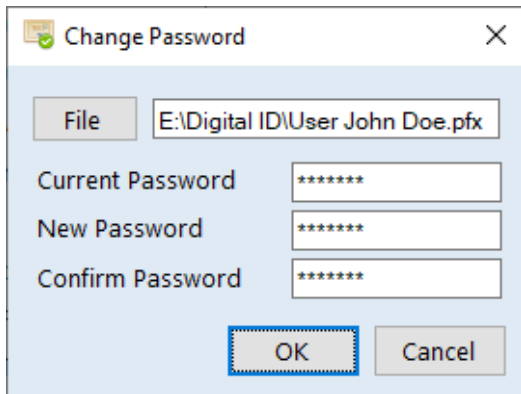 Change Password
File E:\Digital ID\User John Doe.pfx
Current Password *******
New Password *******
Confirm Password *******
OK Cancel